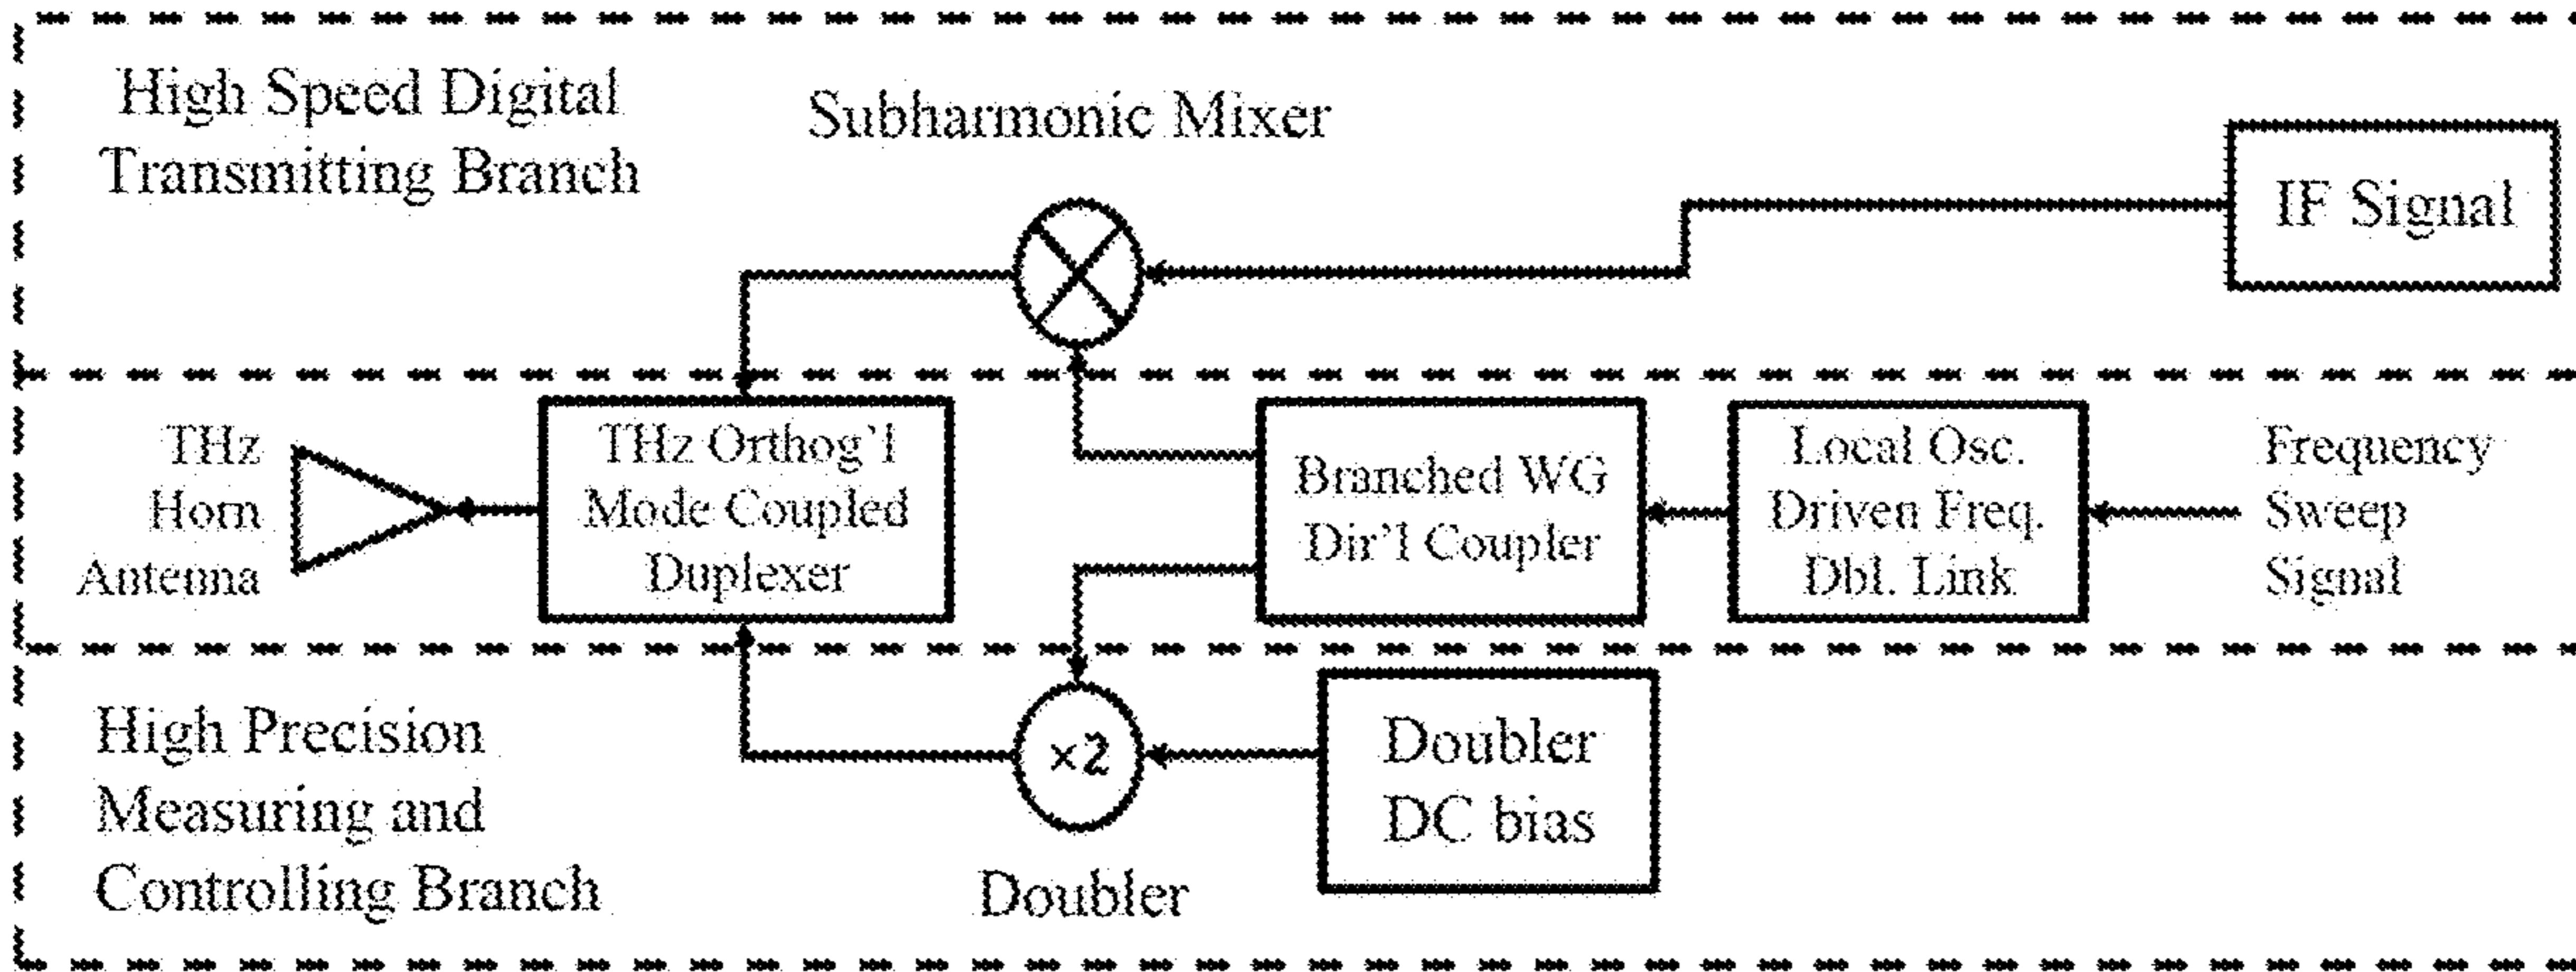 High Speed Digital
Transmitting Branch
Subharmonic Mixer
IF Signal
THz
Horn
Antenna
THz Orthog'l
Mode Coupled
Duplexer
Branched WG
Dir'l Coupler
Local Osc.
Driven Freq.
Dbl. Link
Frequency
Sweep
Signal
High Precision
Measuring and
Controlling Branch
×2
Doubler
Doubler
DC bias